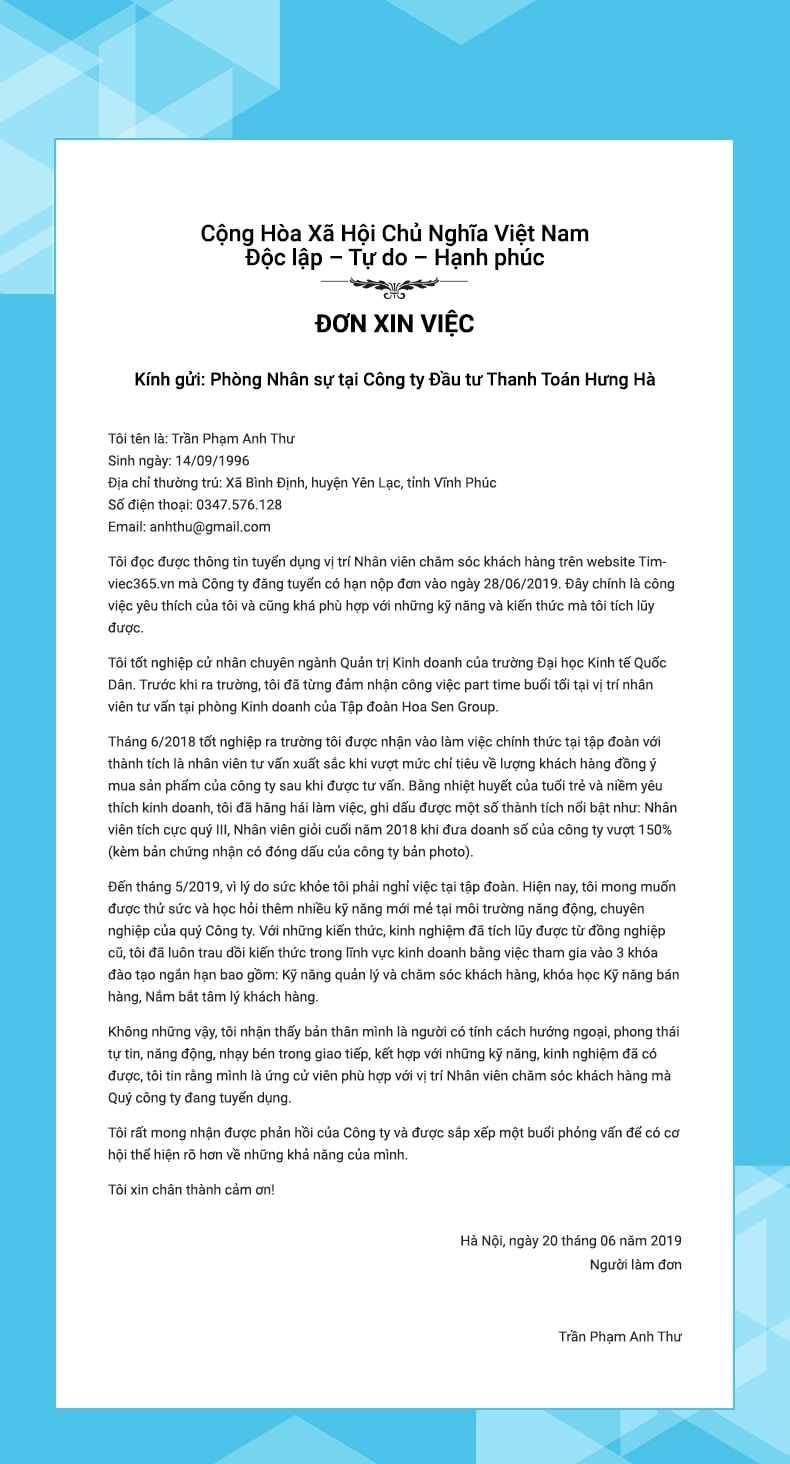 Cộng Hòa Xã Hội Chủ Nghĩa Việt Nam
Độc lập – Tự do – Hạnh phúc
ĐƠN XIN VIỆC
Kính gửi: Phòng Nhân sự tại Công ty Đầu tư Thanh Toán Hưng Hà
Tôi tên là: Trần Phạm Anh Thư
Sinh ngày: 14/09/1996
Địa chỉ thường trú: Xã Bình Định, huyện Yên Lạc, tỉnh Vĩnh Phúc
Số điện thoại: 0347.576.128
Email: anhthu@gmail.com
Tôi đọc được thông tin tuyển dụng vị trí Nhân viên chăm sóc khách hàng trên website Tim-
viec365.vn mà Công ty đăng tuyển có hạn nộp đơn vào ngày 28/06/2019. Đây chính là công
việc yêu thích của tôi và cũng khá phù hợp với những kỹ năng và kiến thức mà tôi tích lũy
được.
Tôi tốt nghiệp cử nhân chuyên ngành Quản trị Kinh doanh của trường Đại học Kinh tế Quốc
Dân. Trước khi ra trường, tôi đã từng đảm nhận công việc part time buổi tối tại vị trí nhân
viên tư vấn tại phòng Kinh doanh của Tập đoàn Hoa Sen Group.
Tháng 6/2018 tốt nghiệp ra trường tôi được nhận vào làm việc chính thức tại tập đoàn với
thành tích là nhân viên tư vấn xuất sắc khi vượt mức chỉ tiêu về lượng khách hàng đồng ý
mua sản phẩm của công ty sau khi được tư vấn. Bằng nhiệt huyết của tuổi trẻ và niềm yêu
thích kinh doanh, tôi đã hăng hái làm việc, ghi dấu được một số thành tích nổi bật như: Nhân
viên tích cực quý III, Nhân viên giỏi cuối năm 2018 khi đưa doanh số của công ty vượt 150%
(kèm bản chứng nhận có đóng dấu của công ty bản photo).
Đến tháng 5/2019, vì lý do sức khỏe tôi phải nghỉ việc tại tập đoàn. Hiện nay, tôi mong muốn
được thử sức và học hỏi thêm nhiều kỹ năng mới mẻ tại môi trường năng động, chuyên
nghiệp của quý Công ty. Với những kiến thức, kinh nghiệm đã tích lũy được từ đồng nghiệp
cũ, tôi đã luôn trau dồi kiến thức trong lĩnh vực kinh doanh bằng việc tham gia vào 3 khóa
đào tạo ngắn hạn bao gồm: Kỹ năng quản lý và chăm sóc khách hàng, khóa học Kỹ năng bán
hàng, Nắm bắt tâm lý khách hàng.
Không những vậy, tôi nhận thấy bản thân mình là người có tính cách hướng ngoại, phong thái
tự tin, năng động, nhạy bén trong giao tiếp, kết hợp với những kỹ năng, kinh nghiệm đã có
được, tôi tin rằng mình là ứng cử viên phù hợp với vị trí Nhân viên chăm sóc khách hàng mà
Quý công ty đang tuyển dụng.
Tôi rất mong nhận được phản hồi của Công ty và được sắp xếp một buổi phỏng vấn để có cơ
hội thể hiện rõ hơn về những khả năng của mình.
Tôi xin chân thành cảm ơn!
Hà Nội, ngày 20 tháng 06 năm 2019
Người làm đơn
Trần Phạm Anh Thư